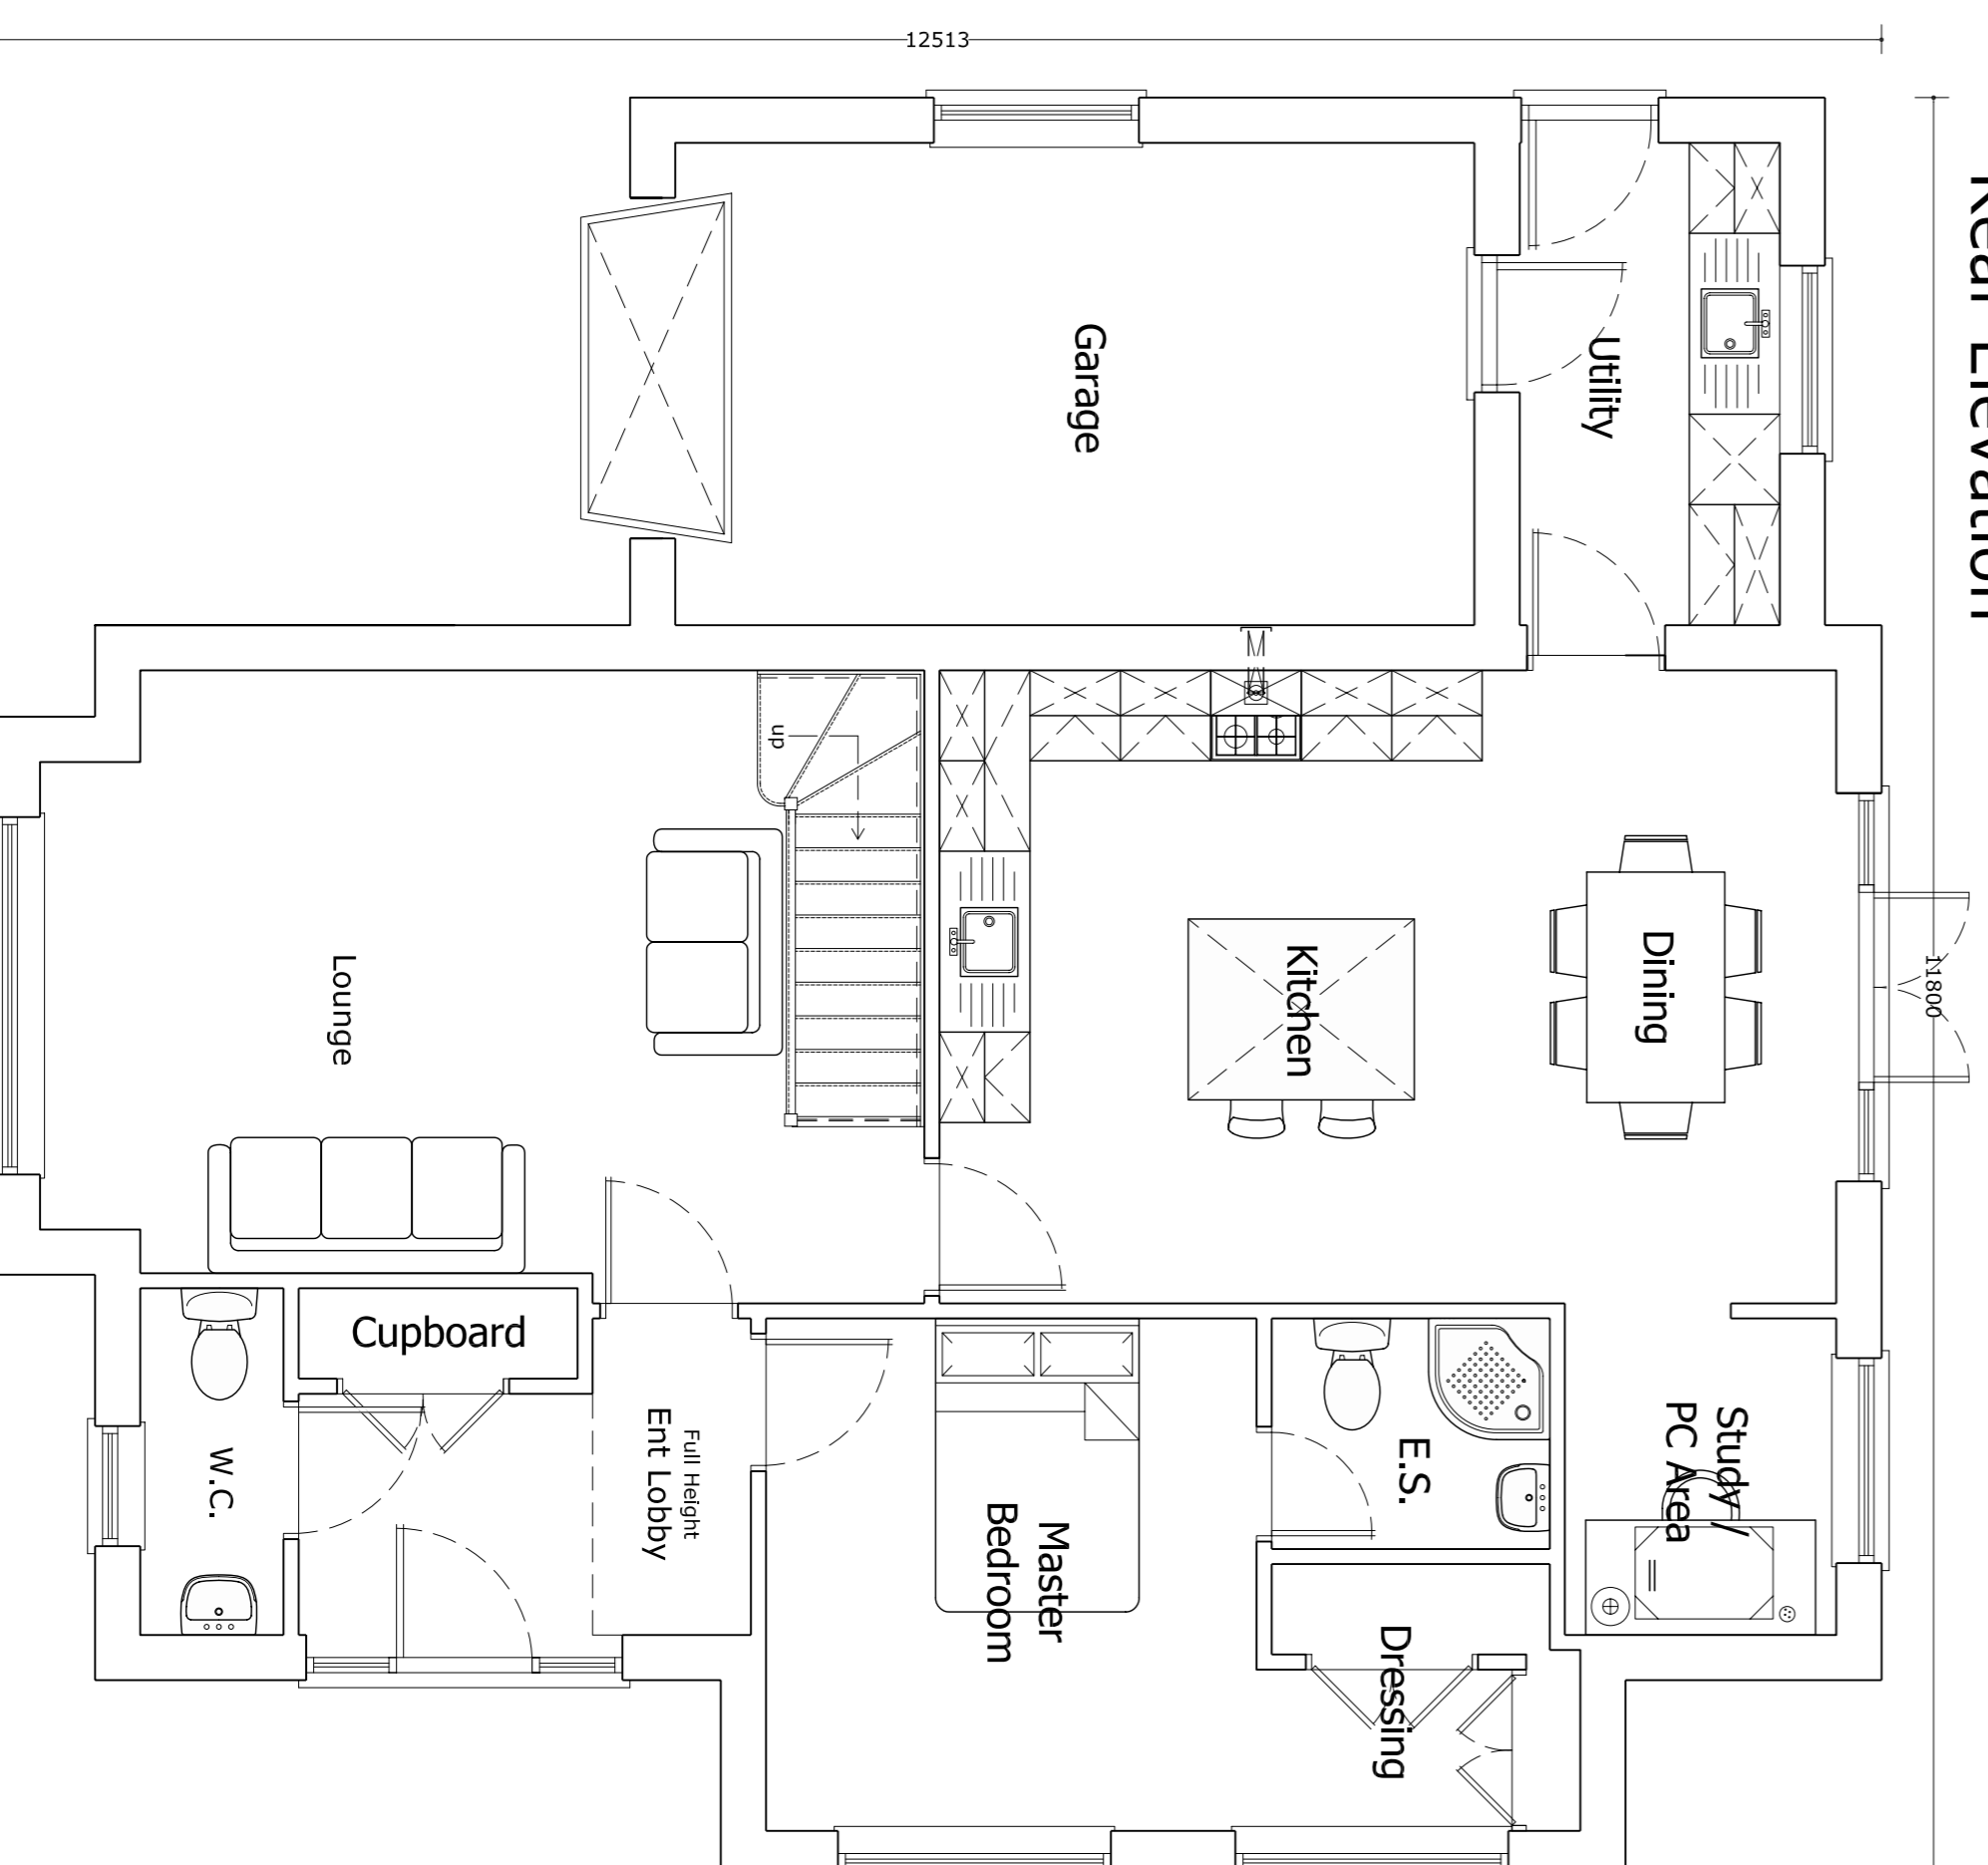 12513
Rear Elevation
Garage
Utility
up
11800
Lounge
Kitchen
Dining
Cupboard
W.C.
Full Height
Ent Lobby
Master
Bedroom
E.S.
Study /
PC Area
Dressing